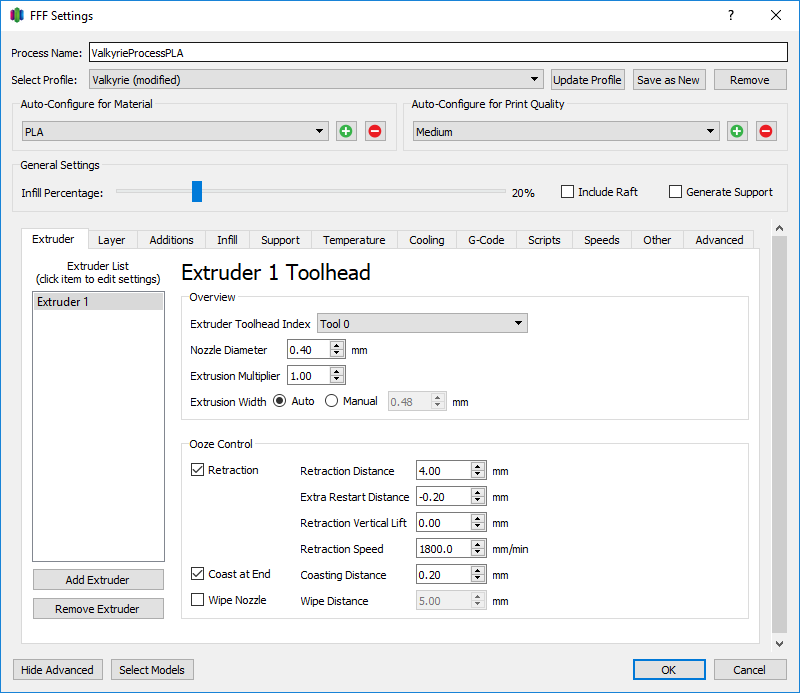 FFF Settings
Process Name: ValkyrieProcessPLA
Select Profile: Valkyrie (modified) Update Profile Save as New Remove
Auto-Configure for Material Auto-Configure for Print Quality
PLA Medium
General Settings
Infill Percentage: 20% Include Raft Generate Support
Extruder Layer Additions Infill Support Temperature Cooling G-Code Scripts Speeds Other Advanced
Extruder List
(click item to edit settings)
Extruder 1
Add Extruder
Remove Extruder
Extruder 1 Toolhead
Overview
Extruder Toolhead Index Tool 0
Nozzle Diameter 0.40 mm
Extrusion Multiplier 1.00
Extrusion Width Auto Manual 0.48 mm
Ooze Control
Retraction Retraction Distance 4.00 mm
Extra Restart Distance -0.20 mm
Retraction Vertical Lift 0.00 mm
Retraction Speed 1800.0 mm/min
Coast at End Coasting Distance 0.20 mm
Wipe Nozzle Wipe Distance 5.00 mm
Hide Advanced Select Models OK Cancel